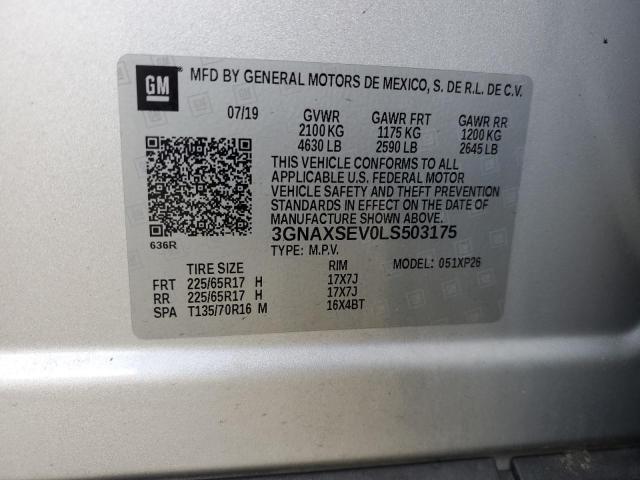 GM MFD BY GENERAL MOTORS DE MEXICO, S. DE R.L. DE C.V.
07/19 GVWR GAWR FRT GAWR RR
2100 KG 1175 KG 1200 KG
4630 LB 2590 LB 2645 LB
THIS VEHICLE CONFORMS TO ALL
APPLICABLE U.S. FEDERAL MOTOR
VEHICLE SAFETY AND THEFT PREVENTION
STANDARDS IN EFFECT ON THE DATE OF
MANUFACTURE SHOWN ABOVE.
636R 3GNAXSEV0LS503175
TYPE: M.P.V. MODEL: 051XP26
TIRE SIZE RIM
FRT 225/65R17 H 17X7J
RR 225/65R17 H 17X7J
SPA T135/70R16 M 16X4BT